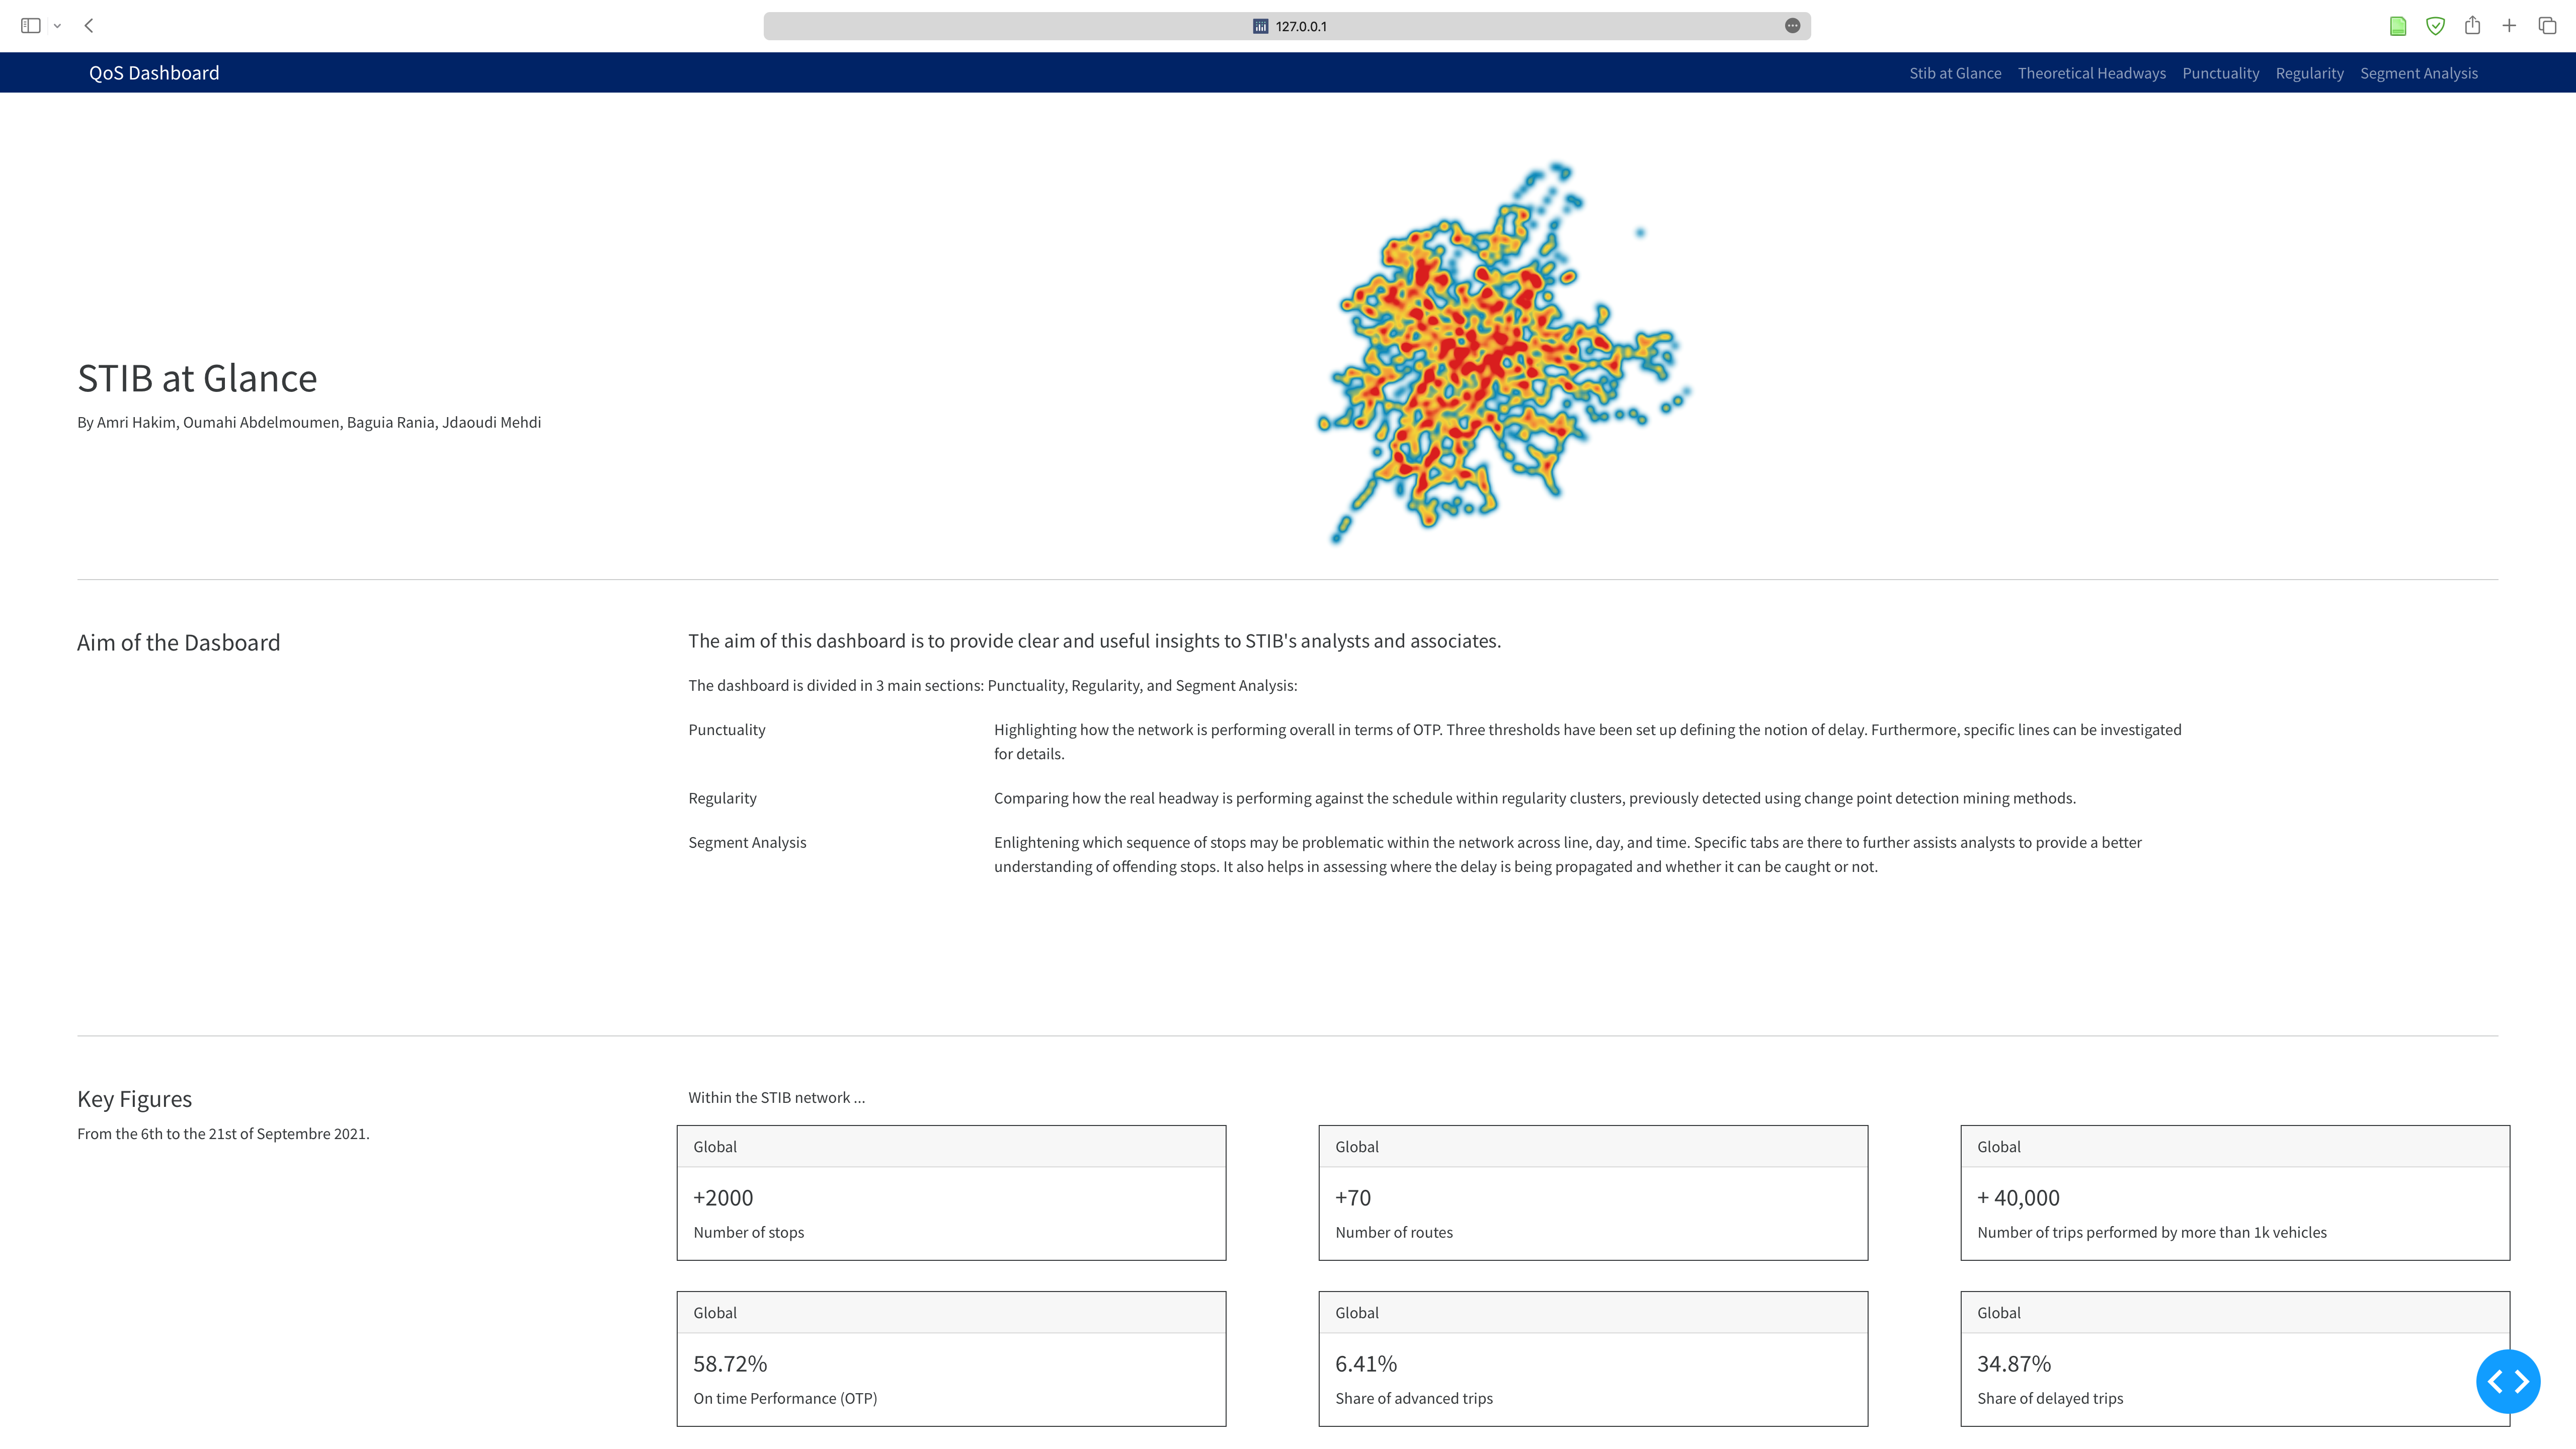 127.0.0.1
QoS Dashboard
Stib at Glance
Theoretical Headways
Punctuality
Regularity
Segment Analysis
STIB at Glance
By Amri Hakim, Oumahi Abdelmoumen, Baguia Rania, Jdaoudi Mehdi
Aim of the Dasboard
The aim of this dashboard is to provide clear and useful insights to STIB's analysts and associates.
The dashboard is divided in 3 main sections: Punctuality, Regularity, and Segment Analysis:
Punctuality
Highlighting how the network is performing overall in terms of OTP. Three thresholds have been set up defining the notion of delay. Furthermore, specific lines can be investigated
for details.
Regularity
Comparing how the real headway is performing against the schedule within regularity clusters, previously detected using change point detection mining methods.
Segment Analysis
Enlightening which sequence of stops may be problematic within the network across line, day, and time. Specific tabs are there to further assists analysts to provide a better
understanding of offending stops. It also helps in assessing where the delay is being propagated and whether it can be caught or not.
Key Figures
From the 6th to the 21st of Septembre 2021.
Within the STIB network ...
Global
+2000
Number of stops
Global
+70
Number of routes
Global
+ 40,000
Number of trips performed by more than 1k vehicles
Global
58.72%
On time Performance (OTP)
Global
6.41%
Share of advanced trips
Global
34.87%
Share of delayed trips